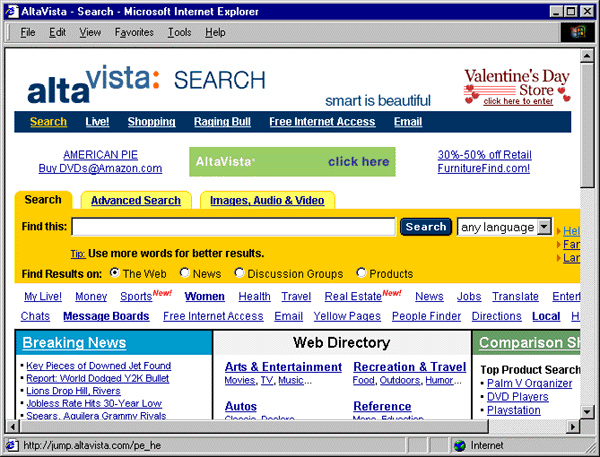 AltaVista - Search - Microsoft Internet Explorer
File Edit View Favorites Tools Help
altavista: SEARCH
smart is beautiful
Valentine's Day
Store
click here to enter
Search Live! Shopping Raging Bull Free Internet Access Email
AMERICAN PIE
Buy DVDs@Amazon.com
AltaVista click here
30%-50% off Retail
FurnitureFind.com!
Search Advanced Search Images, Audio & Video
Find this: Search any language
Hel
Fan
Lan
Tip: Use more words for better results.
Find Results on: The Web News Discussion Groups Products
My Live! Money Sports New! Women Health Travel Real Estate New! News Jobs Translate Entert
Chats Message Boards Free Internet Access Email Yellow Pages People Finder Directions Local H
Breaking News
Key Pieces of Downed Jet Found
Report: World Dodged Y2K Bullet
Lions Drop Hill, Rivers
Jobless Rate Hits 30-Year Low
Spears, Aguilera Grammy Rivals
Web Directory
Arts & Entertainment
Movies, TV, Music...
Recreation & Travel
Food, Outdoors, Humor...
Autos
Classic, Dealers
Reference
Maps, Education
Comparison Sh
Top Product Search
Palm V Organizer
DVD Players
Playstation
http://jump.altavista.com/pe_he
Internet